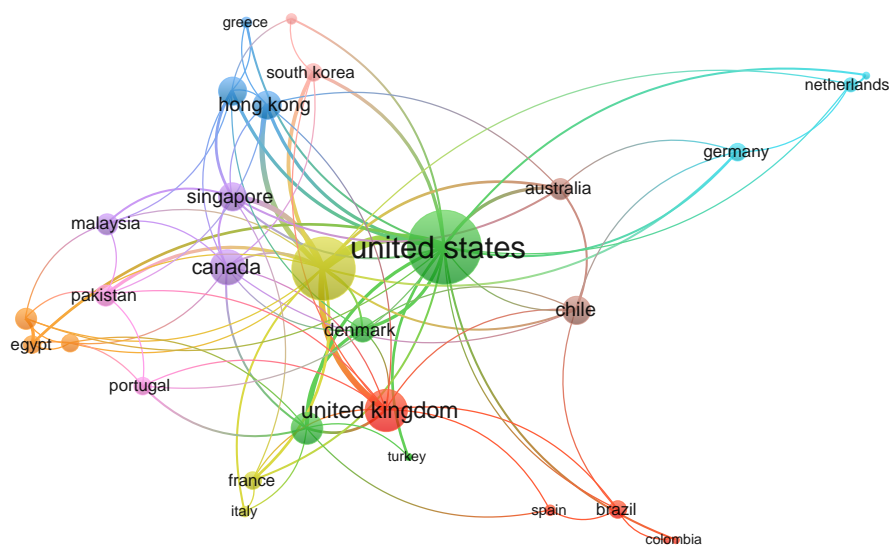 greece
south korea
netherlands
hong kong
germany
australia
singapore
malaysia
united states
canada
pakistan
chile
denmark
egypt
portugal
united kingdom
turkey
france
italy
spain
brazil
colombia